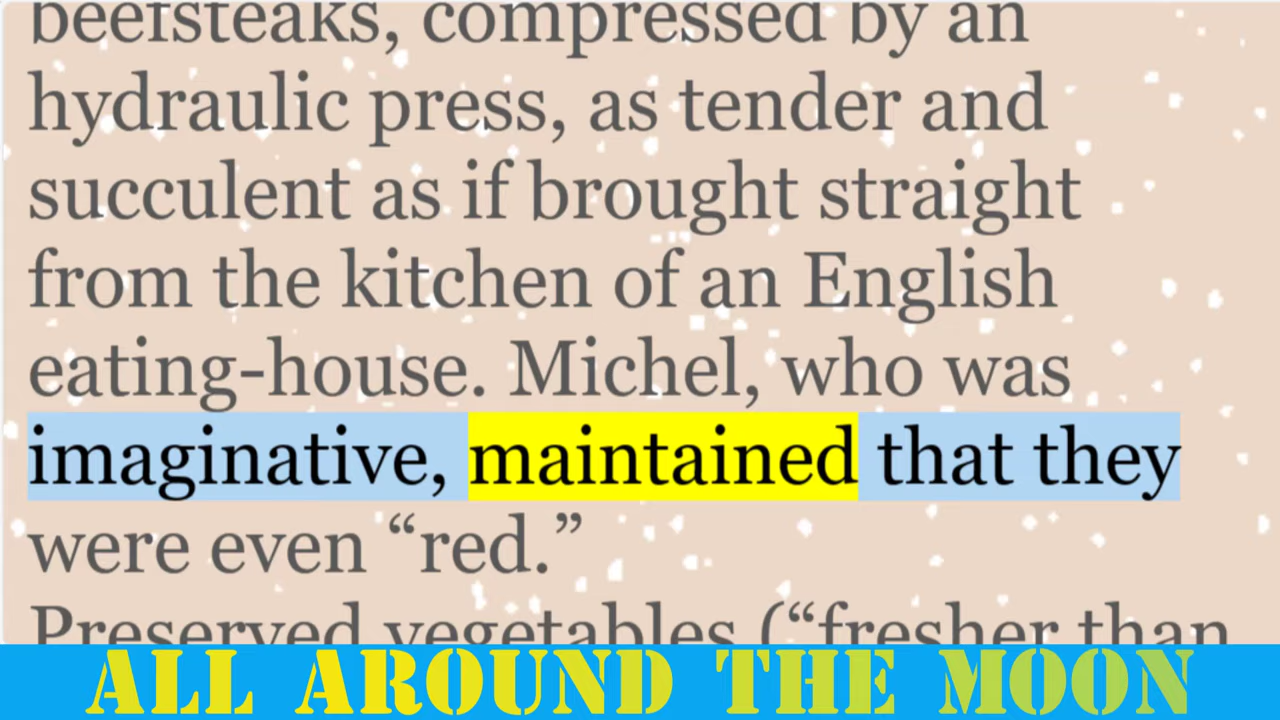 beefsteaks, compressed by an
hydraulic press, as tender and
succulent as if brought straight
from the kitchen of an English
eating-house. Michel, who was
imaginative, maintained that they
were even “red.”
Preserved vegetables (“fresher than
ALL AROUND THE MOON